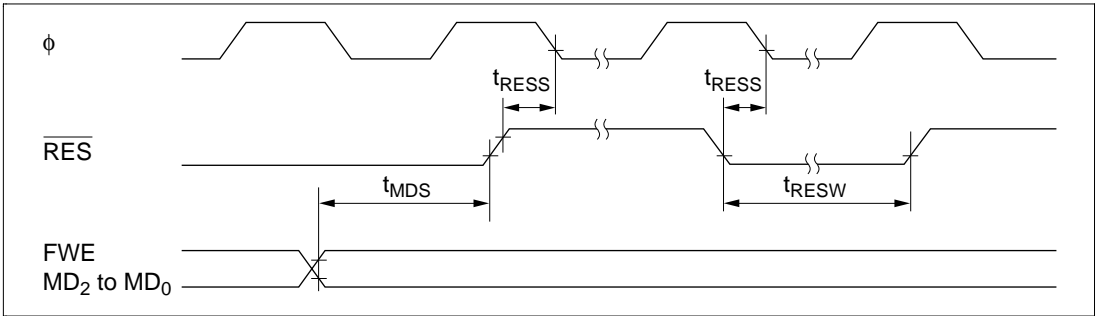 ϕ
tRESS
tRESS
RES
tMDS
tRESW
FWE
MD2 to MD0